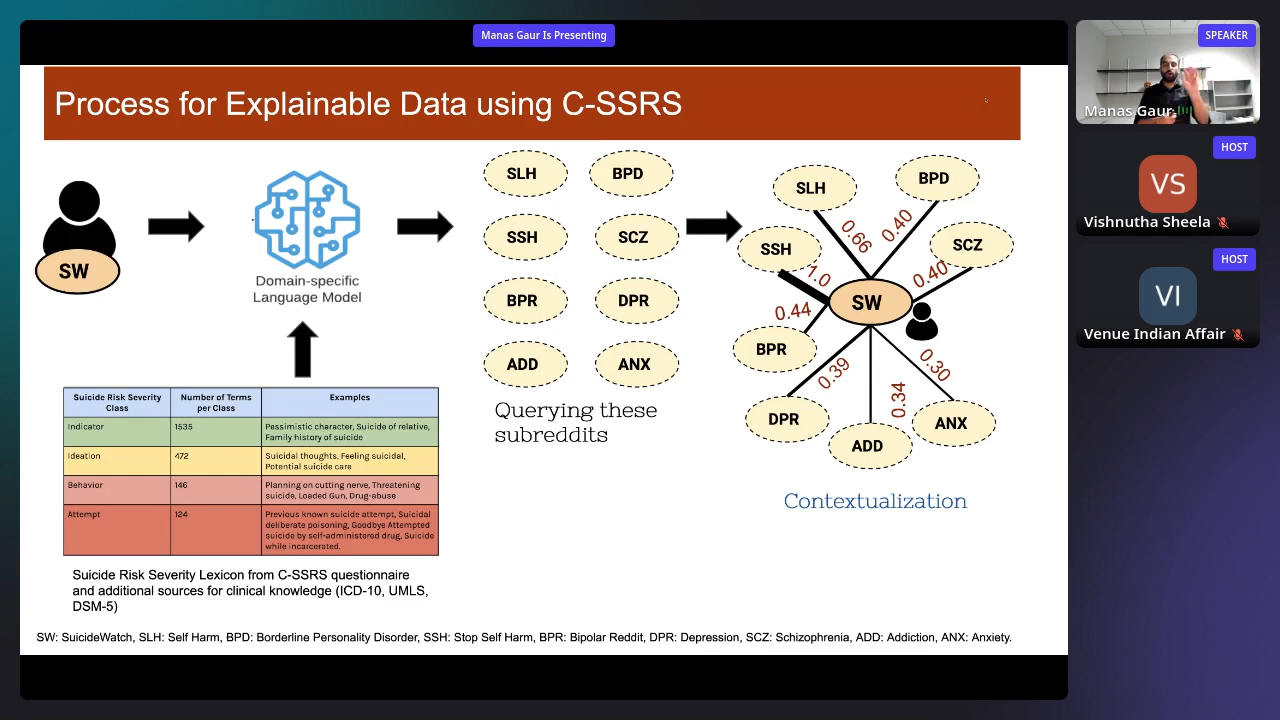 Manas Gaur Is Presenting
Process for Explainable Data using C-SSRS
SW
Domain-specific
Language Model
Suicide Risk Severity Class | Number of Terms per Class | Examples
Indicator | 1535 | Pessimistic character, Suicide of relative, Family history of suicide
Ideation | 472 | Suicidal thoughts, Feeling suicidal, Potential suicide care
Behavior | 146 | Planning on cutting nerve, Threatening suicide, Loaded Gun, Drug-abuse
Attempt | 124 | Previous known suicide attempt, Suicidal deliberate poisoning, Goodbye Attempted suicide by self-administered drug, Suicide while incarcerated.
Suicide Risk Severity Lexicon from C-SSRS questionnaire
and additional sources for clinical knowledge (ICD-10, UMLS,
DSM-5)
SLH BPD
SSH SCZ
BPR DPR
ADD ANX
Querying these
subreddits
SLH
BPD
SSH
SCZ
0.66
0.40
1.0
0.40
SW
0.44
BPR
0.39
0.34
0.30
DPR
ADD
ANX
Contextualization
SW: SuicideWatch, SLH: Self Harm, BPD: Borderline Personality Disorder, SSH: Stop Self Harm, BPR: Bipolar Reddit, DPR: Depression, SCZ: Schizophrenia, ADD: Addiction, ANX: Anxiety.
SPEAKER
Manas Gaur
HOST
VS
Vishnutha Sheela
HOST
VI
Venue Indian Affair